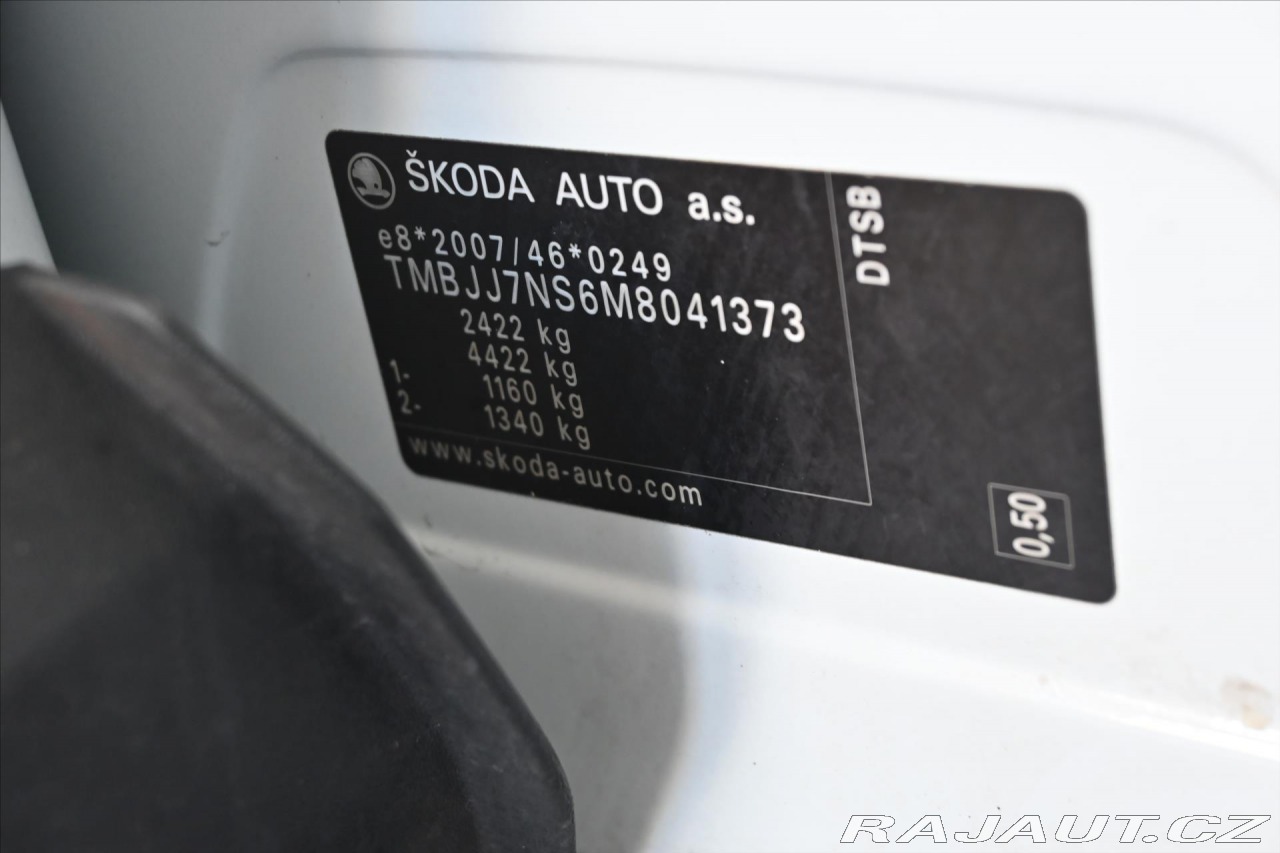 ŠKODA AUTO a.s.
e8*2007/46*0249
TMBJJ7NS6M8041373
2422 kg
4422 kg
1- 1160 kg
2- 1340 kg
www.skoda-auto.com
DTSB
0,50
RAJAUT.CZ